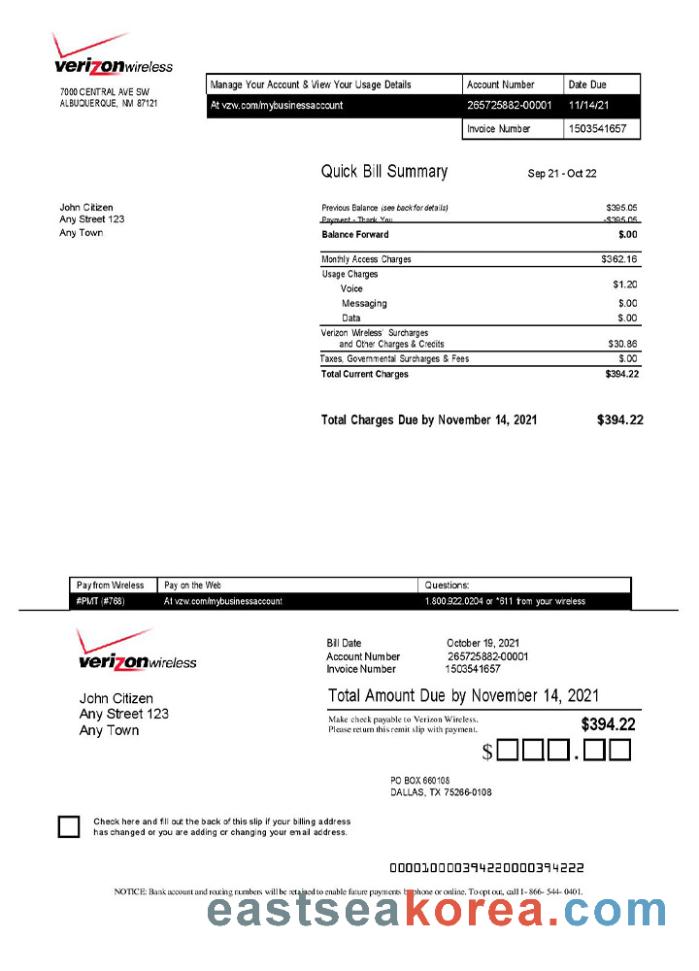 verizonwireless
7000 CENTRAL AVE SW
ALBUQUERQUE, NM 87121
Manage Your Account & View Your Usage Details Account Number Date Due
At vzw.com/mybusinessaccount 265725882-00001 11/14/21
Invoice Number 1503541657
Quick Bill Summary Sep 21 - Oct 22
John Citizen
Any Street 123
Any Town
Previous Balance (see back for details) $395.05
Payment - Thank You -$395.05
Balance Forward $.00
Monthly Access Charges $362.16
Usage Charges
Voice $1.20
Messaging $.00
Data $.00
Verizon Wireless' Surcharges
and Other Charges & Credits $30.86
Taxes, Governmental Surcharges & Fees $.00
Total Current Charges $394.22
Total Charges Due by November 14, 2021 $394.22
Pay from Wireless Pay on the Web Questions:
#PMT (#768) At vzw.com/mybusinessaccount 1.800.922.0204 or *611 from your wireless
verizonwireless
Bill Date October 19, 2021
Account Number 265725882-00001
Invoice Number 1503541657
John Citizen
Any Street 123
Any Town
Total Amount Due by November 14, 2021
Make check payable to Verizon Wireless.
Please return this remit slip with payment.
$394.22
$ .
PO BOX 660108
DALLAS, TX 75266-0108
Check here and fill out the back of this slip if your billing address
has changed or you are adding or changing your email address.
000010000394220000394222
NOTICE: Bank account and routing numbers will be retained to enable future payments by phone or online. To opt out, call 1- 866- 544- 0401.
eastseakorea.com